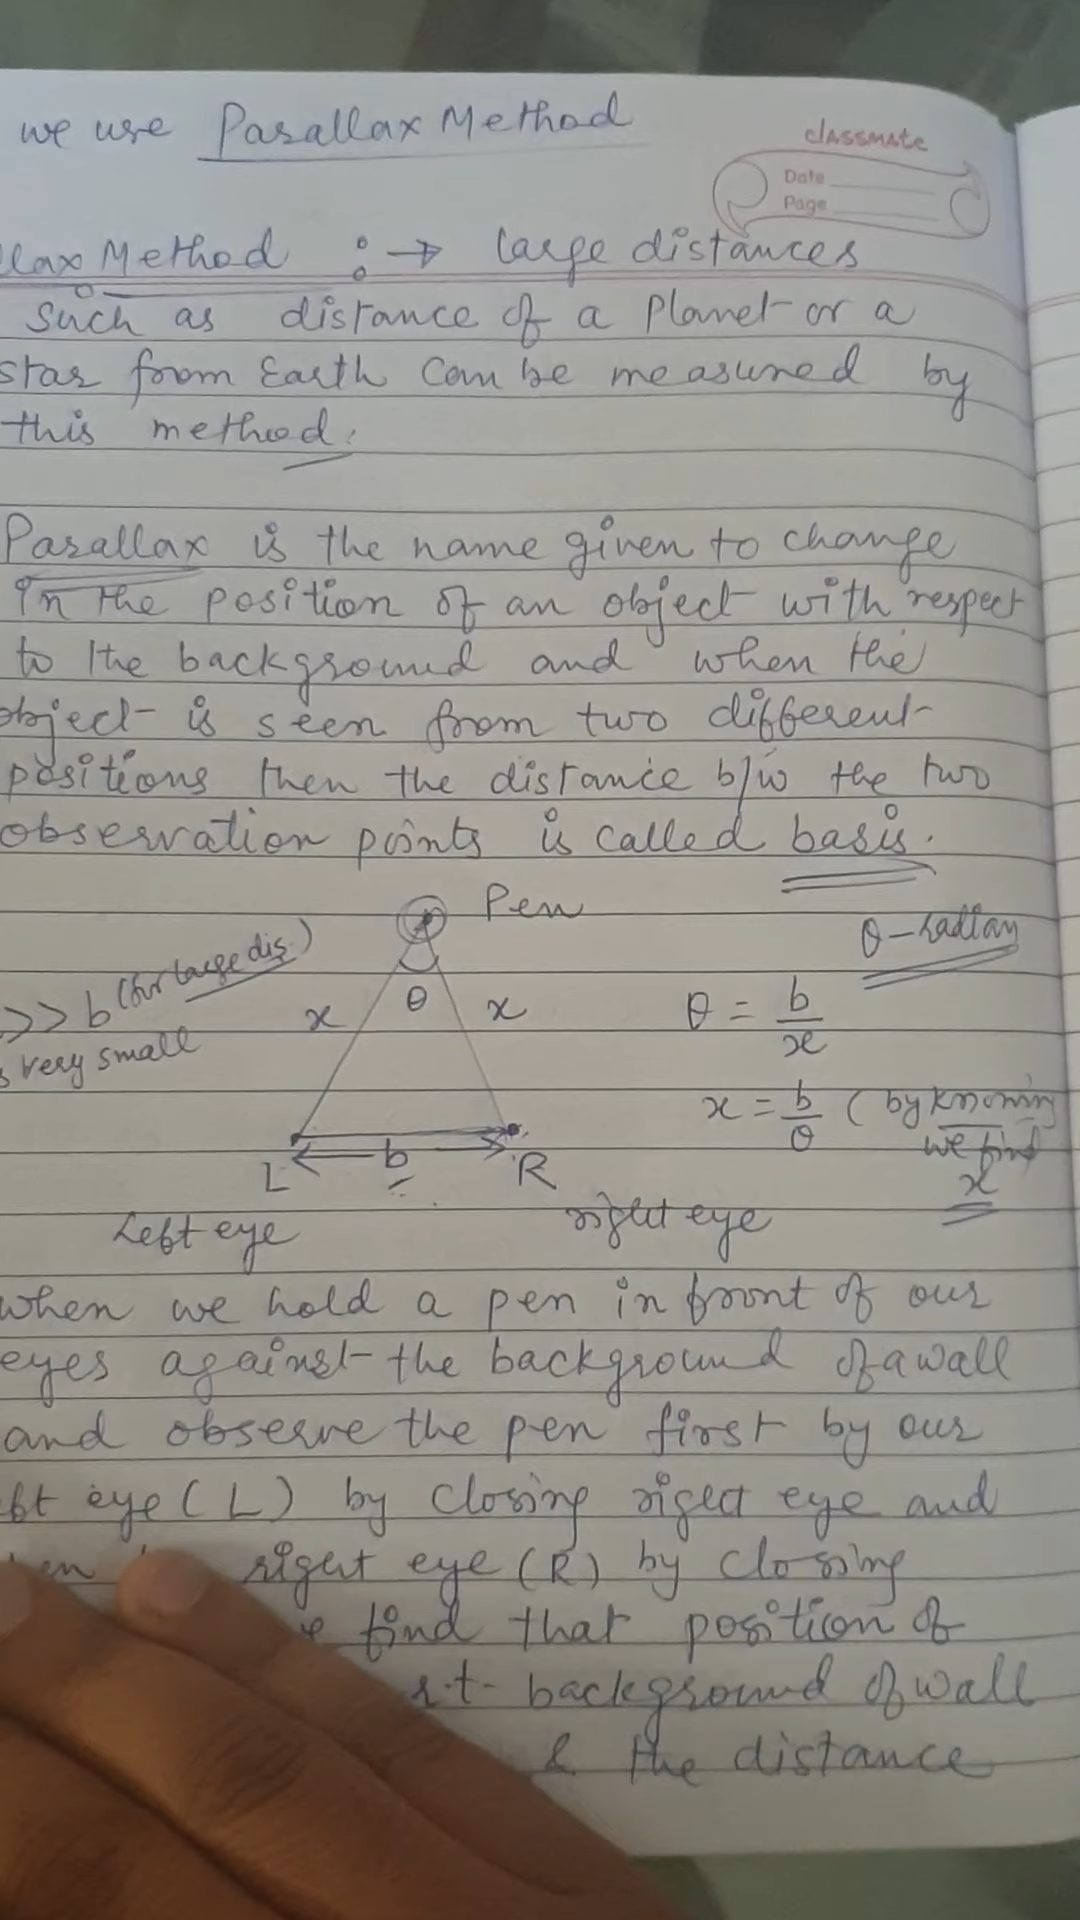 we use Parallax Method
classmate
Date
Page
lax Method :→ large distances
such as distance of a Planet or a
star from Earth can be measured by
this method.
Parallax is the name given to change
in the position of an object with respect
to the background and when the
object is seen from two different
positions then the distance b/w the two
observation points is called basis.
Pen
θ - radian
>> b (for large dis)
very small
x θ x
θ = b/x
x = b/θ (by knowing
we find
x
b
L R
Left eye right eye
when we hold a pen in front of our
eyes against the background of a wall
and observe the pen first by our
ft eye (L) by closing right eye and
right eye (R) by closing
find that position of
r.t. background of wall
& the distance